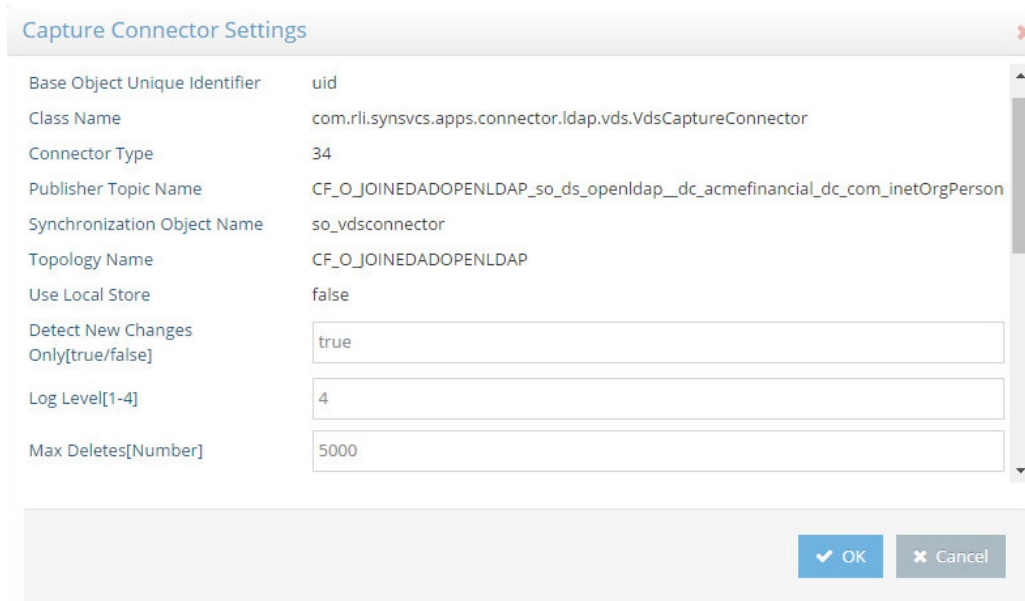 Capture Connector Settings
Base Object Unique Identifier uid
Class Name com.rli.synsvcs.apps.connector.ldap.vds.VdsCaptureConnector
Connector Type 34
Publisher Topic Name CF_O_JOINEDADOPENLDAP_so_ds_openldap__dc_acmefinancial_dc_com_inetOrgPerson
Synchronization Object Name so_vdsconnector
Topology Name CF_O_JOINEDADOPENLDAP
Use Local Store false
Detect New Changes
Only[true/false] true
Log Level[1-4] 4
Max Deletes[Number] 5000
OK Cancel